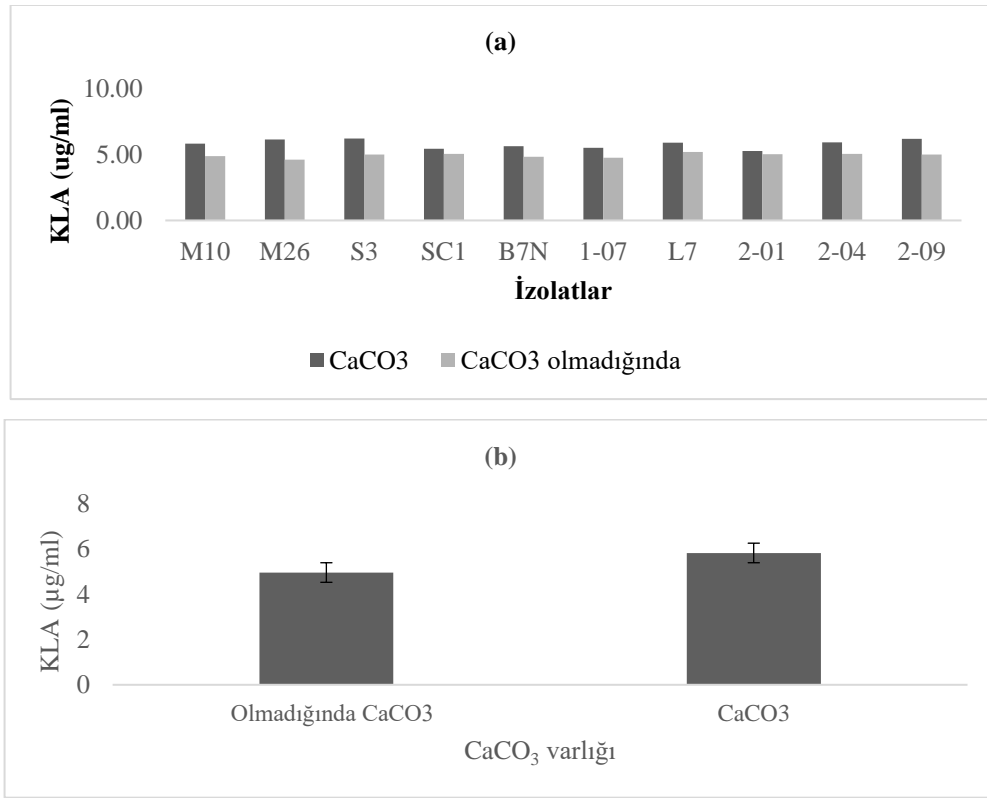 (a)
KLA (ug/ml)
10.00
5.00
0.00
M10 M26 S3 SC1 B7N 1-07 L7 2-01 2-04 2-09
İzolatlar
CaCO3 CaCO3 olmadığında
(b)
KLA (µg/ml)
8
6
4
2
0
Olmadığında CaCO3 CaCO3
CaCO₃ varlığı